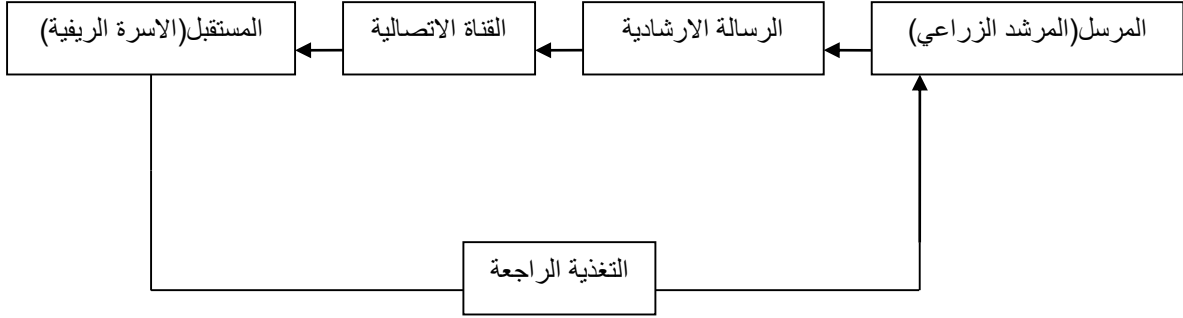 المرسل(المرشد الزراعي)
الرسالة الارشادية
القناة الاتصالية
المستقبل(الاسرة الريفية)
التغذية الراجعة